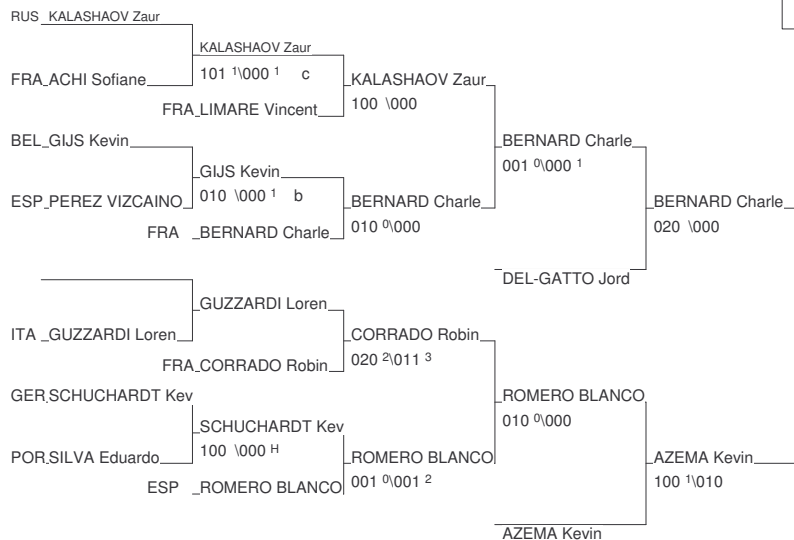 RUS KALASHAOV Zaur
KALASHAOV Zaur
101 1\000 1 c
FRA ACHI Sofiane
KALASHAOV Zaur
100 \000
FRA LIMARE Vincent
BEL GIJS Kevin
BERNARD Charle
001 0\000 1
GIJS Kevin
010 \000 1 b
ESP PEREZ VIZCAINO
BERNARD Charle
010 0\000
BERNARD Charle
020 \000
FRA BERNARD Charle
DEL-GATTO Jord
GUZZARDI Loren
ITA GUZZARDI Loren
CORRADO Robin
020 2\011 3
FRA CORRADO Robin
GER SCHUCHARDT Kev
ROMERO BLANCO
010 0\000
SCHUCHARDT Kev
100 \000 H
POR SILVA Eduardo
ROMERO BLANCO
001 0\001 2
AZEMA Kevin
100 1\010
ESP ROMERO BLANCO
AZEMA Kevin